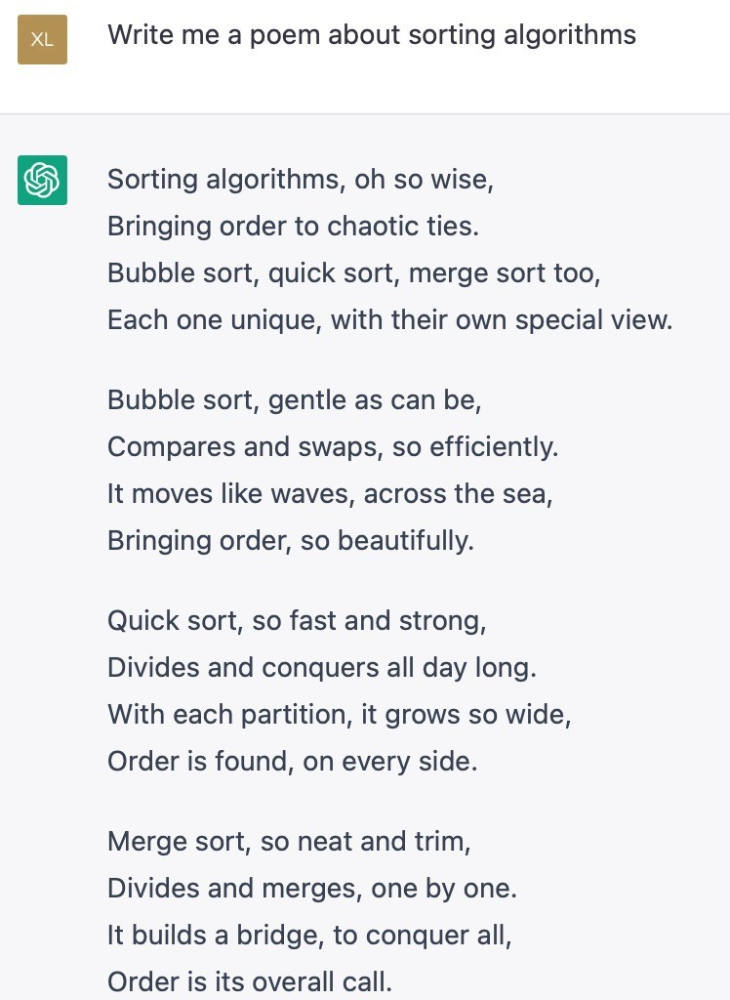 XL
Write me a poem about sorting algorithms
Sorting algorithms, oh so wise,
Bringing order to chaotic ties.
Bubble sort, quick sort, merge sort too,
Each one unique, with their own special view.
Bubble sort, gentle as can be,
Compares and swaps, so efficiently.
It moves like waves, across the sea,
Bringing order, so beautifully.
Quick sort, so fast and strong,
Divides and conquers all day long.
With each partition, it grows so wide,
Order is found, on every side.
Merge sort, so neat and trim,
Divides and merges, one by one.
It builds a bridge, to conquer all,
Order is its overall call.